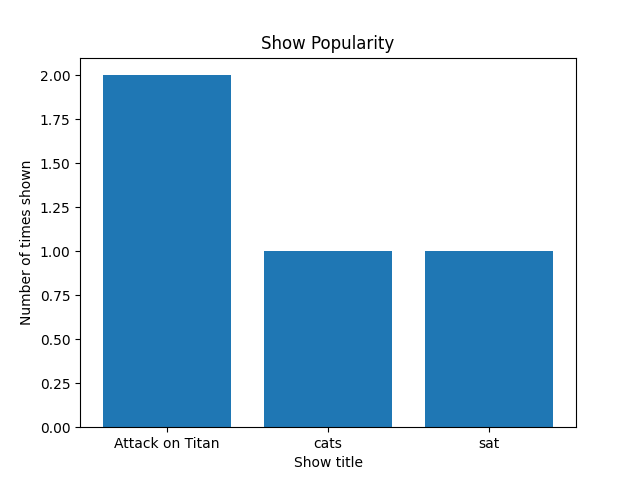 Show Popularity
Number of times shown
2.00
1.75
1.50
1.25
1.00
0.75
0.50
0.25
0.00
Attack on Titan cats sat
Show title